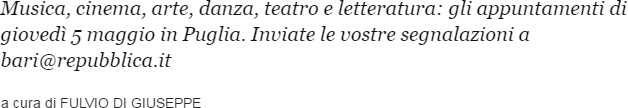 Musica, cinema, arte, danza, teatro e letteratura: gli appuntamenti di
giovedì 5 maggio in Puglia. Inviate le vostre segnalazioni a
bari@repubblica.it
a cura di FULVIO DI GIUSEPPE